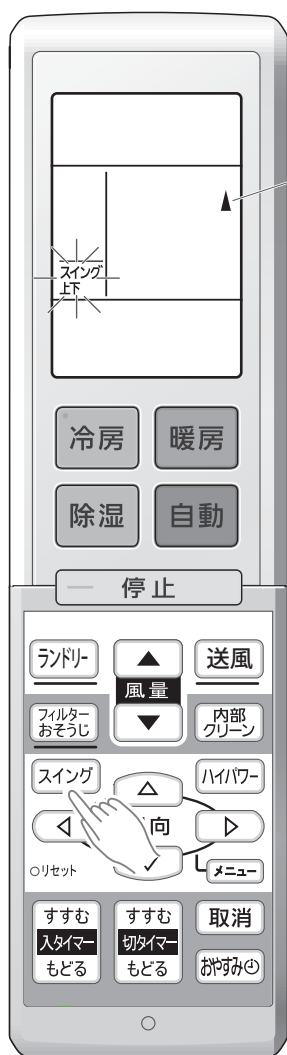 スイング
上下
冷房 暖房
除湿 自動
停止
ランドリー 風量 送風
フィルター
おそうじ
内部
クリーン
スイング ハイパワー
向
リセット メニュー
すすむ すすむ 取消
入タイマー 切タイマー
もどる もどる おやすみ